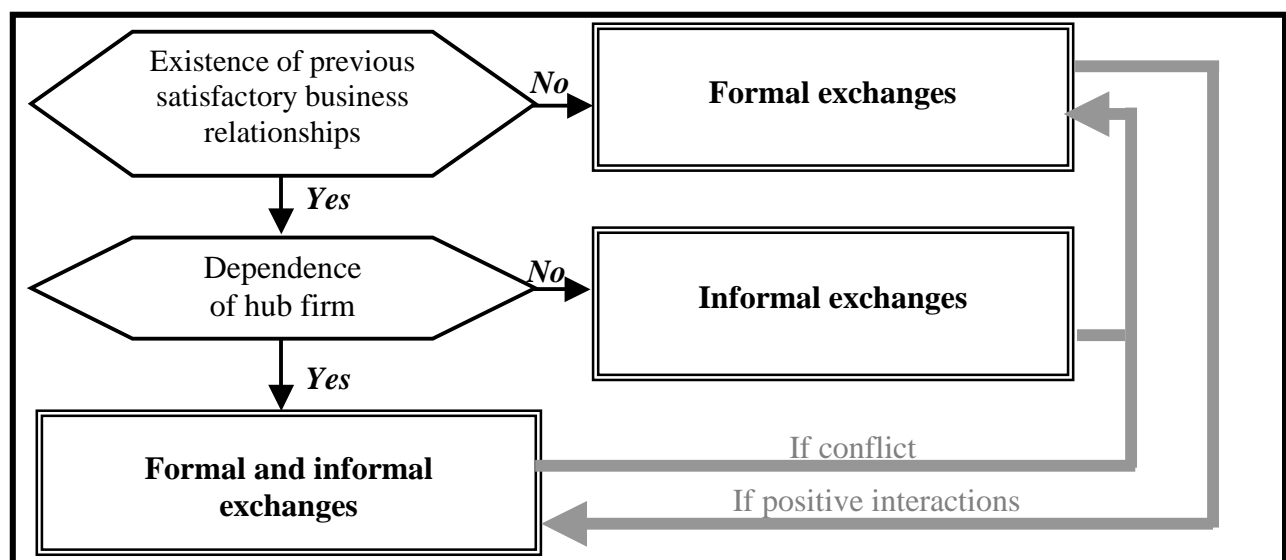 Existence of previous
satisfactory business
relationships
No
Formal exchanges
Yes
Dependence
of hub firm
No
Informal exchanges
Yes
Formal and informal
exchanges
If conflict
If positive interactions